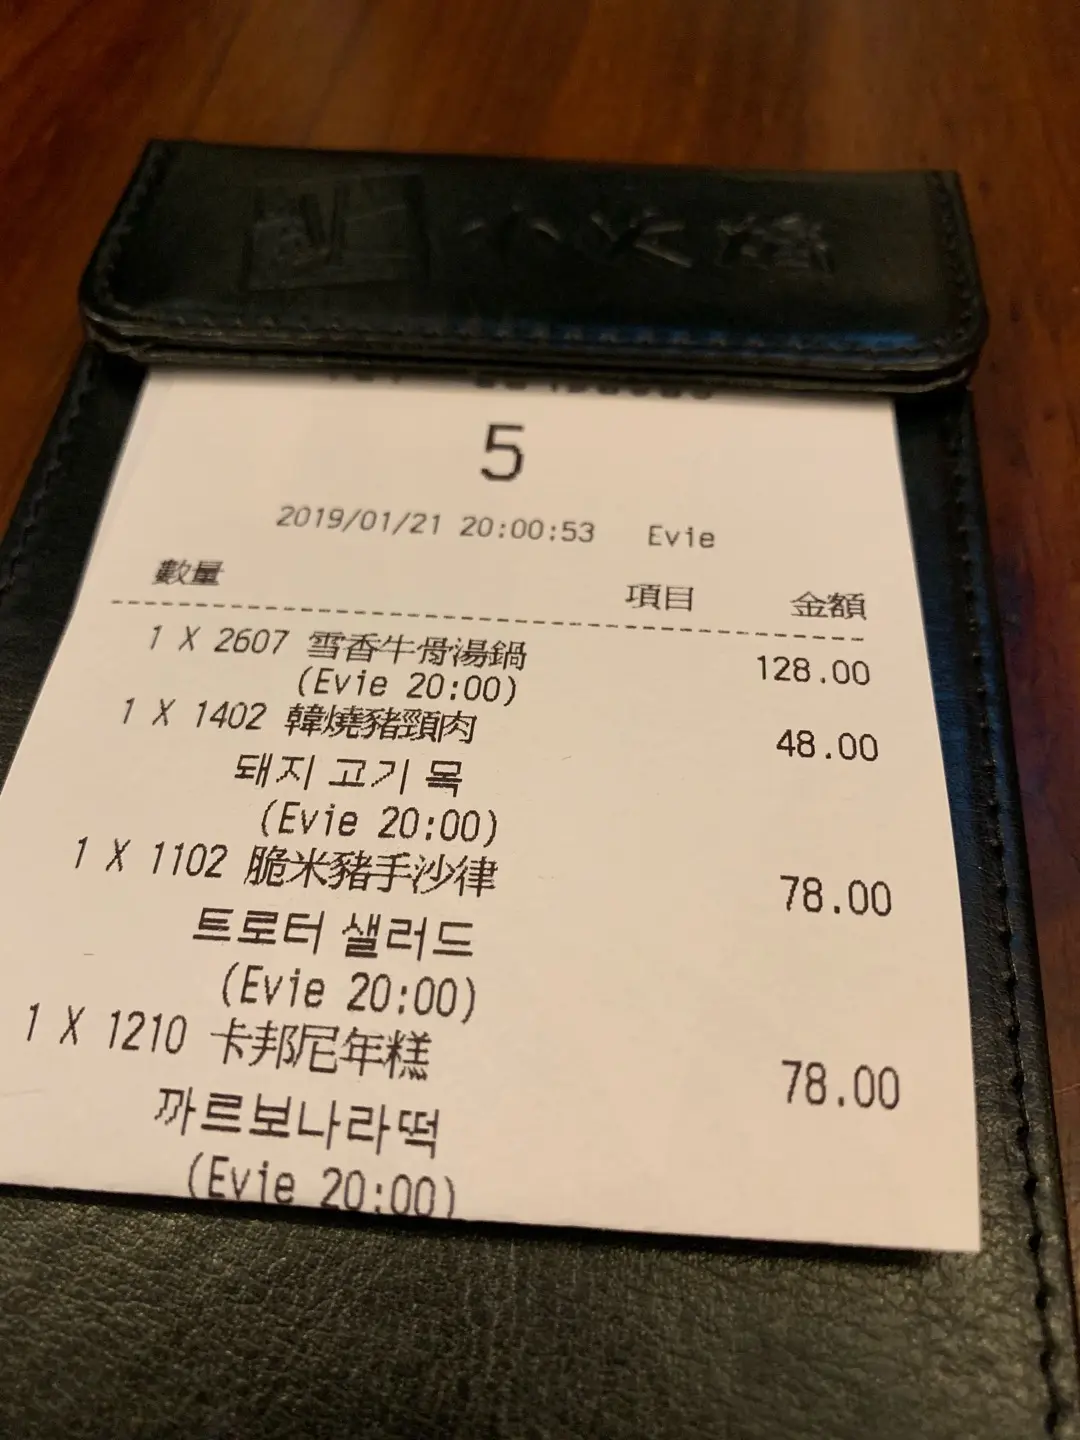 小火
5
2019/01/21 20:00:53 Evie
數量 項目 金額
1 X 2607 雪香牛骨湯鍋 128.00
(Evie 20:00)
1 X 1402 韓燒豬頸肉 48.00
돼지 고기 목
(Evie 20:00)
1 X 1102 脆米豬手沙律 78.00
트로터 샐러드
(Evie 20:00)
1 X 1210 卡邦尼年糕 78.00
까르보나라떡
(Evie 20:00)